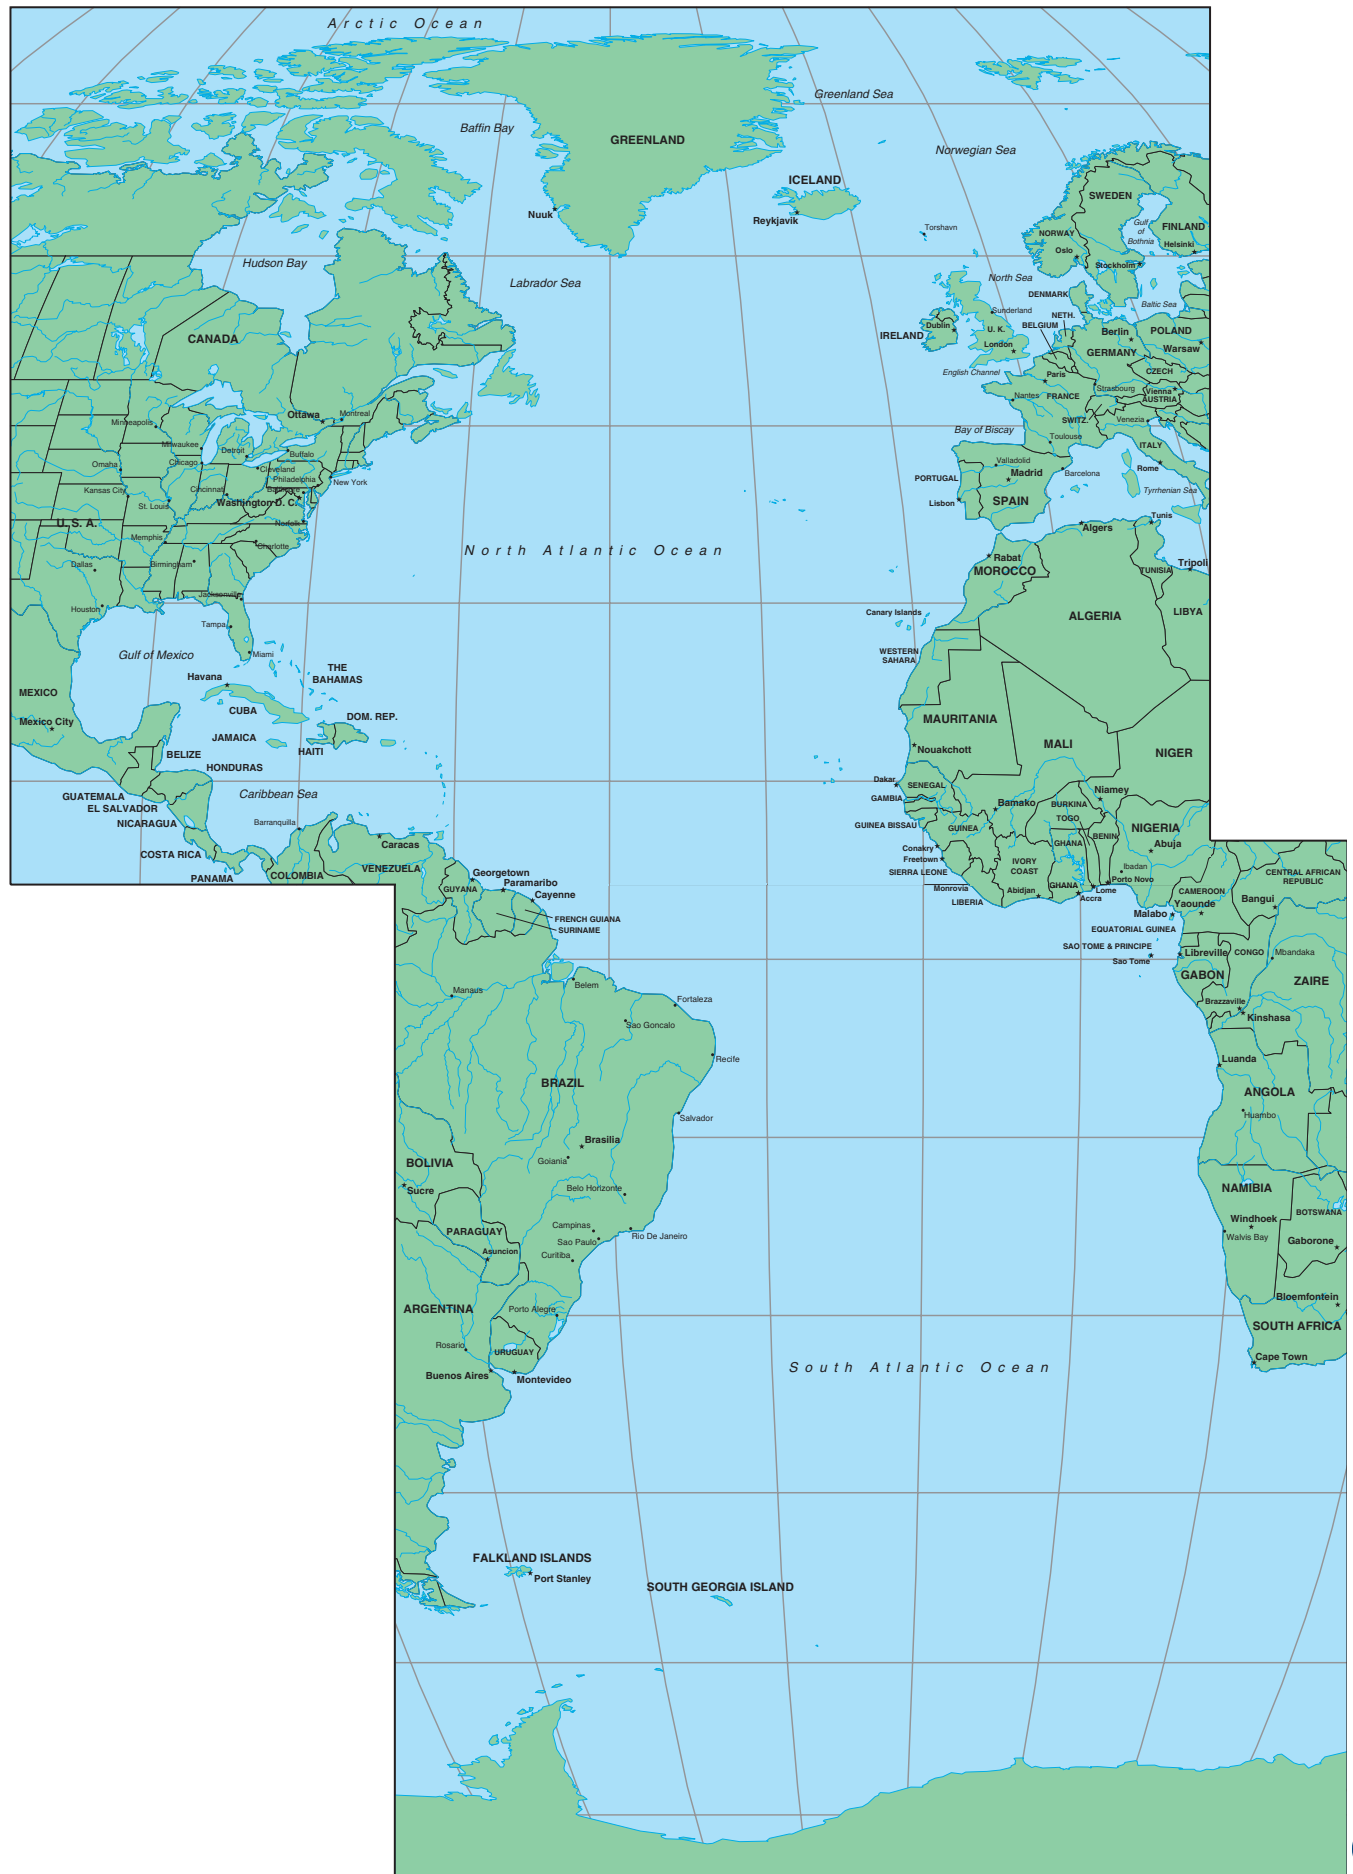 Arctic Ocean
Greenland Sea
Baffin Bay
GREENLAND
Norwegian Sea
ICELAND
Reykjavik
Nuuk
Torshavn
SWEDEN
Gulf
of
Bothnia
FINLAND
Helsinki
NORWAY
Oslo
Stockholm
Hudson Bay
Labrador Sea
North Sea
DENMARK
Baltic Sea
Sunderland
NETH.
BELGIUM
Dublin
IRELAND
U. K.
London
Berlin
POLAND
Warsaw
GERMANY
CZECH
CANADA
English Channel
Paris
Strasbourg
Vienna
AUSTRIA
Nantes
FRANCE
SWITZ.
Venezia
Ottawa
Montreal
Minneapolis
Bay of Biscay
Toulouse
ITALY
Rome
Milwaukee
Detroit
Buffalo
Chicago
Cleveland
Omaha
Philadelphia
New York
Kansas City
Cincinnati
Baltimore
Washington D. C.
St. Louis
Valladolid
Madrid
Barcelona
PORTUGAL
Lisbon
SPAIN
Tyrrhenian Sea
U. S. A.
Norfolk
Memphis
Charlotte
Birmingham
Dallas
Algers
Tunis
North Atlantic Ocean
Rabat
MOROCCO
Tripoli
TUNISIA
Jacksonville
Houston
Tampa
Canary Islands
ALGERIA
LIBYA
Gulf of Mexico
Miami
WESTERN
SAHARA
THE
BAHAMAS
Havana
MEXICO
CUBA
Mexico City
DOM. REP.
JAMAICA
HAITI
MAURITANIA
Nouakchott
MALI
NIGER
BELIZE
HONDURAS
GUATEMALA
EL SALVADOR
NICARAGUA
Caribbean Sea
Barranquilla
Dakar
SENEGAL
GAMBIA
Bamako
BURKINA
Niamey
GUINEA BISSAU
GUINEA
TOGO
BENIN
NIGERIA
Abuja
COSTA RICA
Caracas
Conakry
Freetown
GHANA
SIERRA LEONE
IVORY
COAST
Ibadan
PANAMA
COLOMBIA
VENEZUELA
Georgetown
GUYANA
Paramaribo
Cayenne
Monrovia
LIBERIA
Abidjan
GHANA
Accra
Lome
Porto Novo
CENTRAL AFRICAN
REPUBLIC
CAMEROON
Yaounde
Bangui
Malabo
FRENCH GUIANA
SURINAME
EQUATORIAL GUINEA
SAO TOME & PRINCIPE
Sao Tome
Libreville
CONGO
Mbandaka
GABON
ZAIRE
Manaus
Belem
Fortaleza
Brazzaville
Kinshasa
Sao Goncalo
Recife
Luanda
BRAZIL
ANGOLA
Huambo
Salvador
Brasilia
Goiania
BOLIVIA
Sucre
Belo Horizonte
NAMIBIA
BOTSWANA
Windhoek
Walvis Bay
Gaborone
PARAGUAY
Asuncion
Campinas
Sao Paulo
Rio De Janeiro
Curitiba
ARGENTINA
Porto Alegre
Bloemfontein
SOUTH AFRICA
Rosario
URUGUAY
Cape Town
Buenos Aires
Montevideo
South Atlantic Ocean
FALKLAND ISLANDS
Port Stanley
SOUTH GEORGIA ISLAND